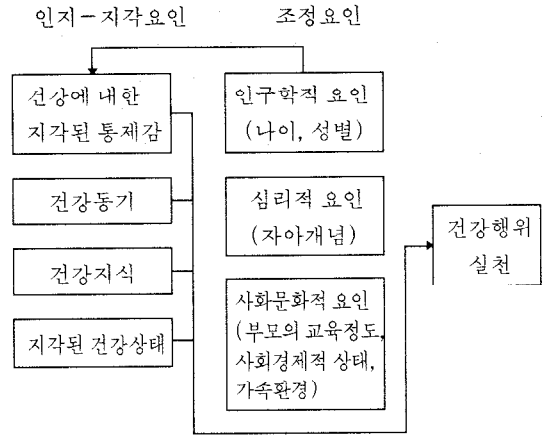 인지-지각요인
조정요인
선상에 내한
지각된 통제감
건강동기
건강지식
지각된 건강상태
인구학적 요인
(나이, 성별)
심리적 요인
(자아개념)
사화문화적 요인
(부모의 교육정도,
사회경제적 상태,
가속환경)
건강행위
실천